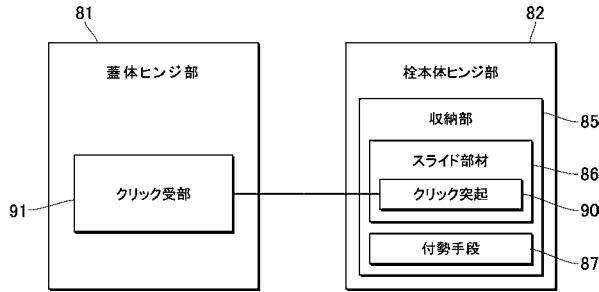 81
82
蓋体ヒンジ部
栓本体ヒンジ部
収納部
85
スライド部材
86
クリック受部
クリック突起
91
90
付勢手段
87